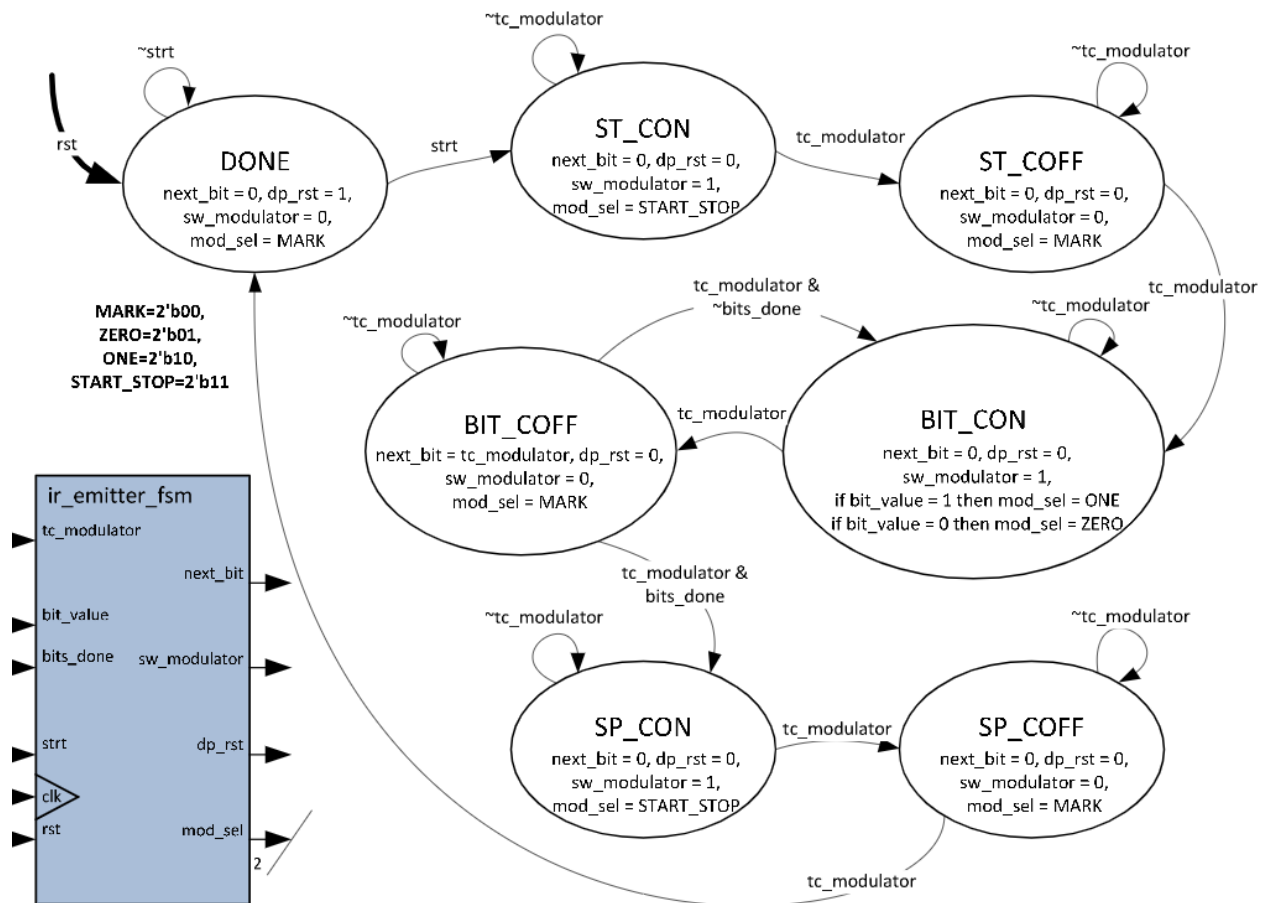 ~strt
rst
DONE
next_bit = 0, dp_rst = 1,
sw_modulator = 0,
mod_sel = MARK
strt
~tc_modulator
ST_CON
next_bit = 0, dp_rst = 0,
sw_modulator = 1,
mod_sel = START_STOP
tc_modulator
~tc_modulator
ST_COFF
next_bit = 0, dp_rst = 0,
sw_modulator = 0,
mod_sel = MARK
tc_modulator
MARK=2'b00,
ZERO=2'b01,
ONE=2'b10,
START_STOP=2'b11
~tc_modulator
BIT_COFF
next_bit = tc_modulator, dp_rst = 0,
sw_modulator = 0,
mod_sel = MARK
tc_modulator &
~bits_done
tc_modulator
~tc_modulator
BIT_CON
next_bit = 0, dp_rst = 0,
sw_modulator = 1,
if bit_value = 1 then mod_sel = ONE
if bit_value = 0 then mod_sel = ZERO
tc_modulator &
bits_done
~tc_modulator
SP_CON
next_bit = 0, dp_rst = 0,
sw_modulator = 1,
mod_sel = START_STOP
tc_modulator
~tc_modulator
SP_COFF
next_bit = 0, dp_rst = 0,
sw_modulator = 0,
mod_sel = MARK
tc_modulator
ir_emitter_fsm
tc_modulator
next_bit
bit_value
bits_done
sw_modulator
strt
dp_rst
clk
rst
mod_sel
2